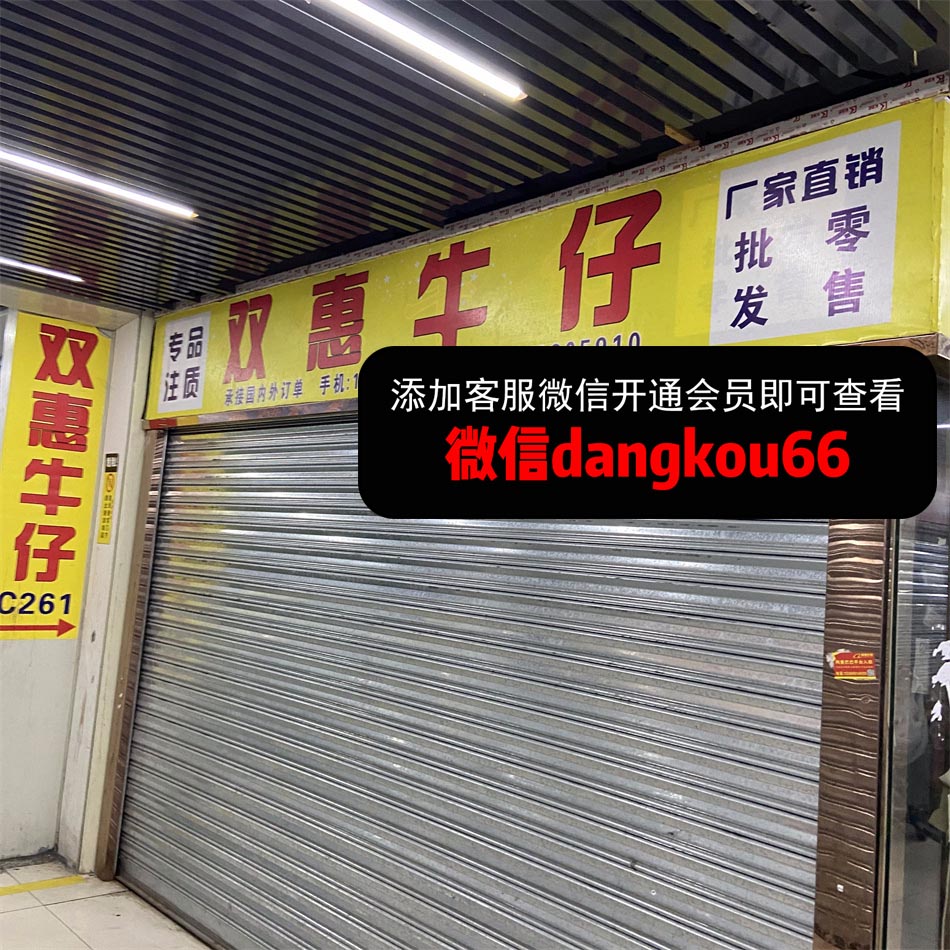 双惠牛仔
专品
注质
承接国内外订单 手机:1
厂家直销
批发
零售
添加客服微信开通会员即可查看
微信dangkou66
双惠牛仔
C261